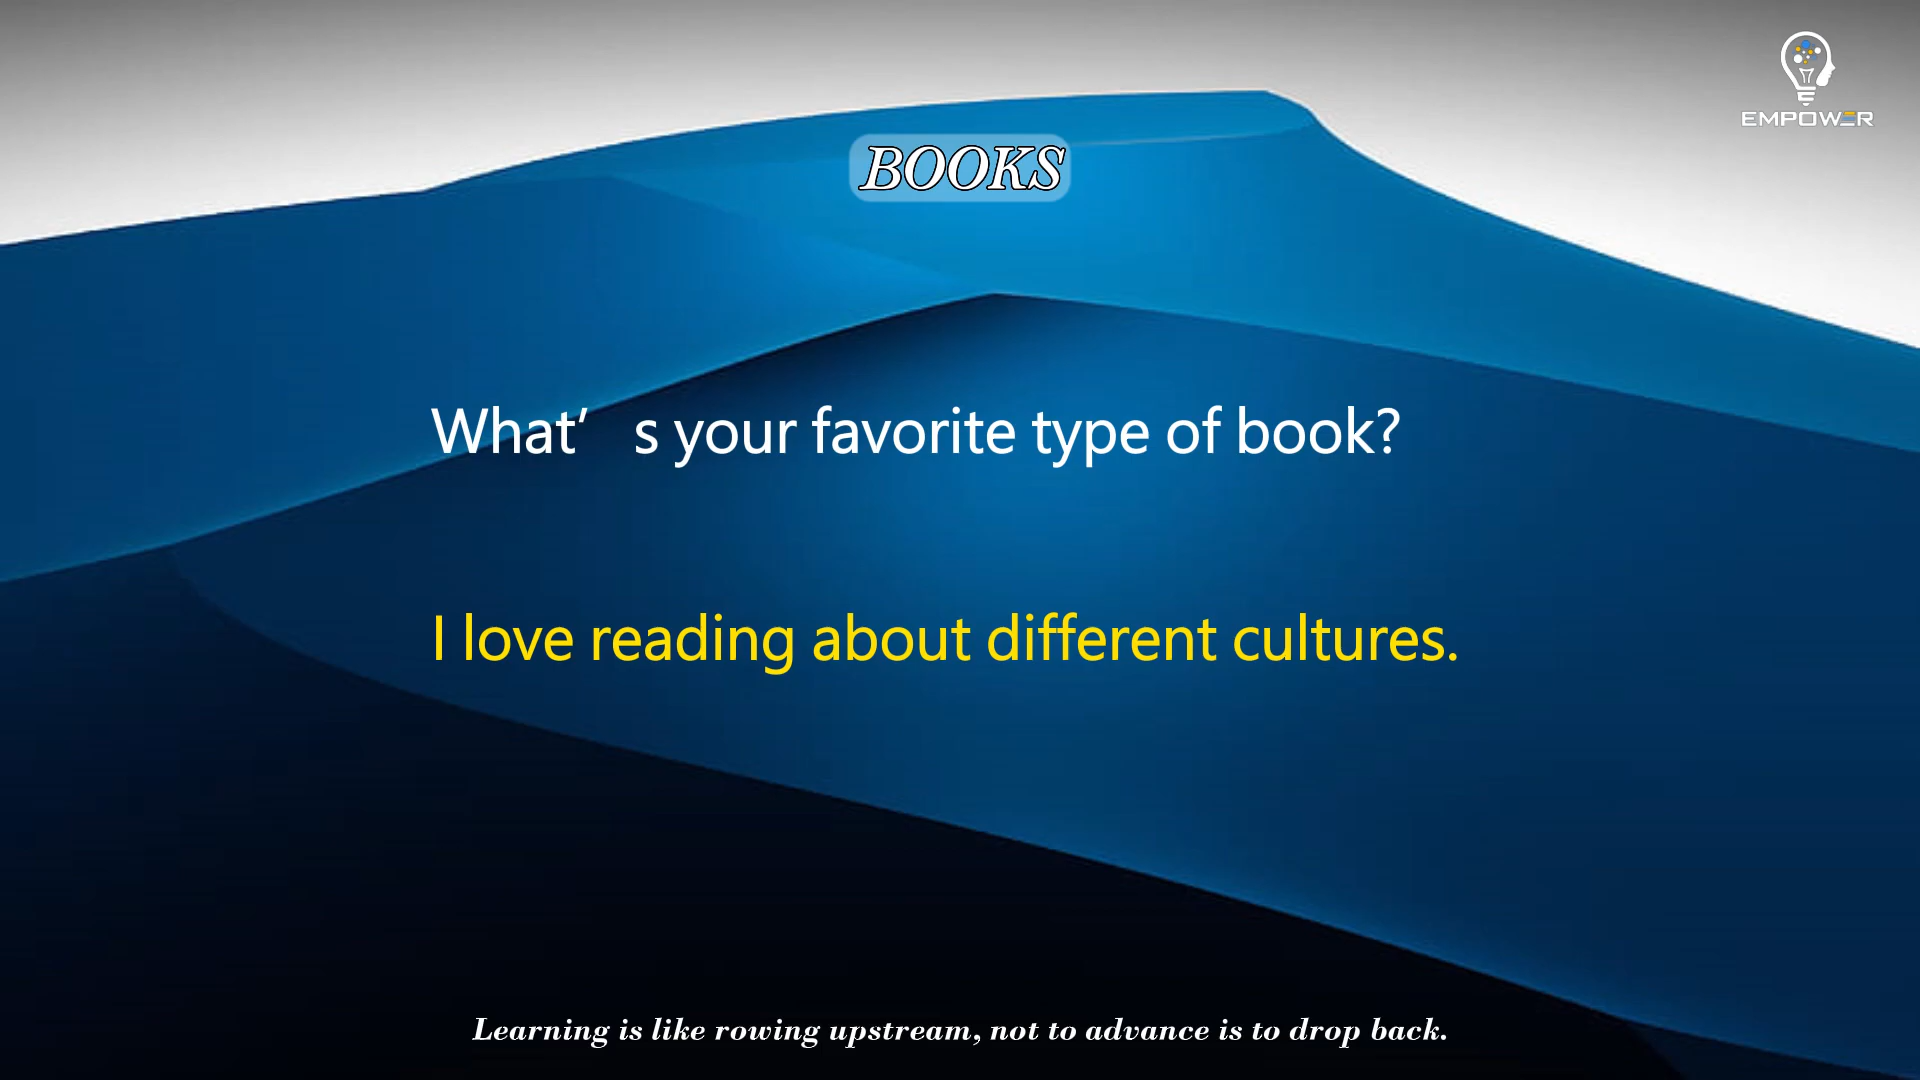 EMPOWER
BOOKS
What’s your favorite type of book?
I love reading about different cultures.
Learning is like rowing upstream, not to advance is to drop back.